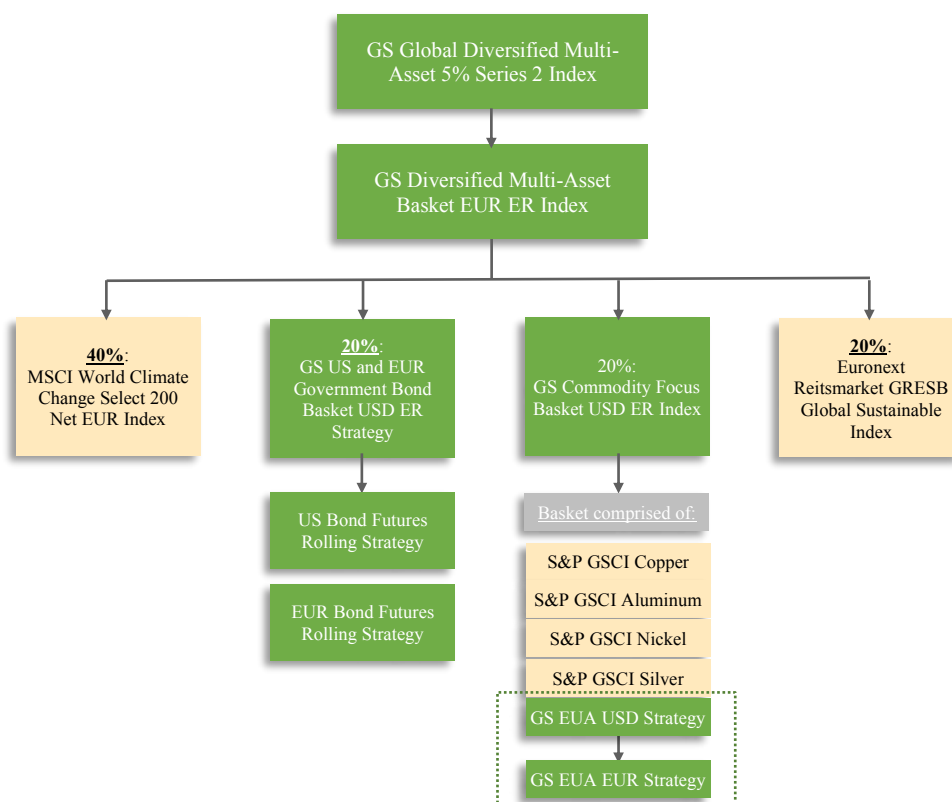 GS Global Diversified Multi-
Asset 5% Series 2 Index
GS Diversified Multi-Asset
Basket EUR ER Index
40%:
MSCI World Climate
Change Select 200
Net EUR Index
20%:
GS US and EUR
Government Bond
Basket USD ER
Strategy
20%:
GS Commodity Focus
Basket USD ER Index
20%:
Euronext
Reitsmarket GRESB
Global Sustainable
Index
US Bond Futures
Rolling Strategy
EUR Bond Futures
Rolling Strategy
Basket comprised of:
S&P GSCI Copper
S&P GSCI Aluminum
S&P GSCI Nickel
S&P GSCI Silver
GS EUA USD Strategy
GS EUA EUR Strategy